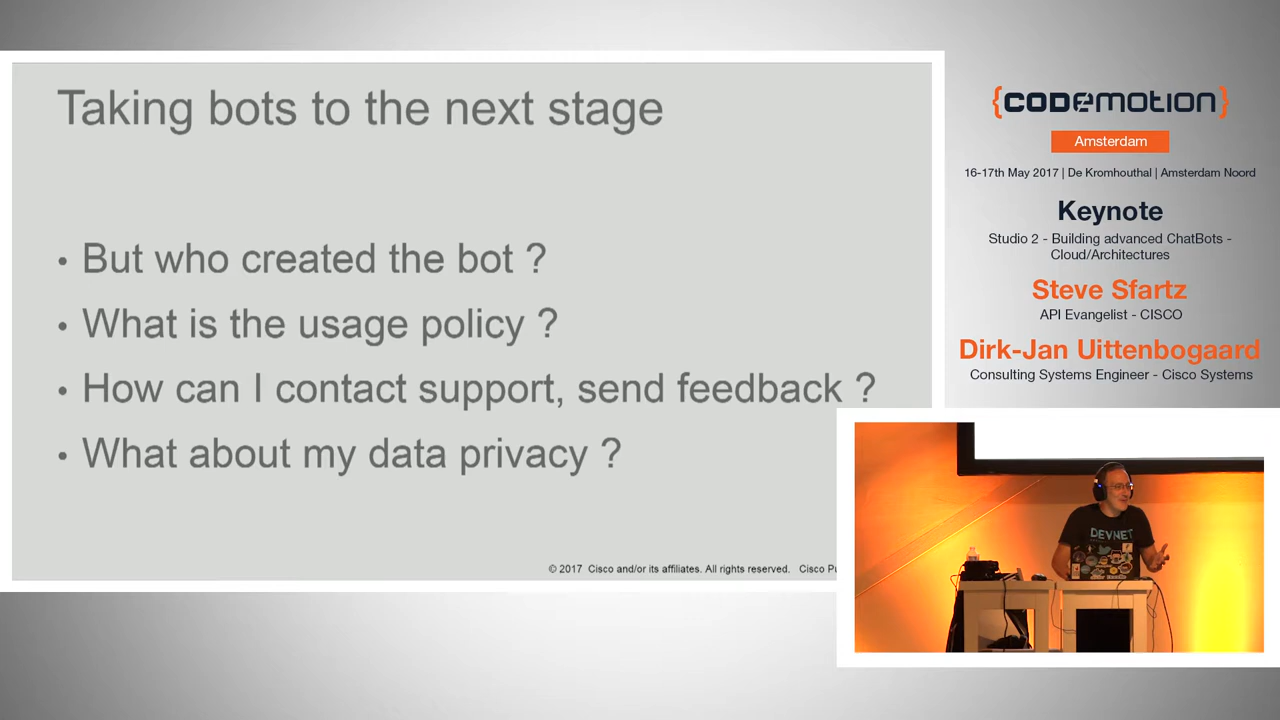 Taking bots to the next stage
• But who created the bot ?
• What is the usage policy ?
• How can I contact support, send feedback ?
• What about my data privacy ?
© 2017 Cisco and/or its affiliates. All rights reserved. Cisco
{CODEMOTION}
Amsterdam
16-17th May 2017 | De Kromhouthal | Amsterdam Noord
Keynote
Studio 2 - Building advanced ChatBots -
Cloud/Architectures
Steve Sfartz
API Evangelist - CISCO
Dirk-Jan Uittenbogaard
Consulting Systems Engineer - Cisco Systems
DEVNET